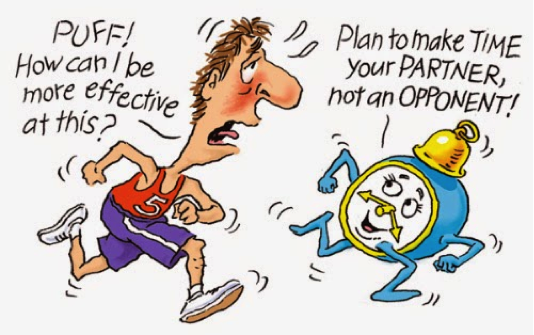 PUFF!
How can I be
more effective
at this?
Plan to make TIME
your PARTNER,
not an OPPONENT!
5